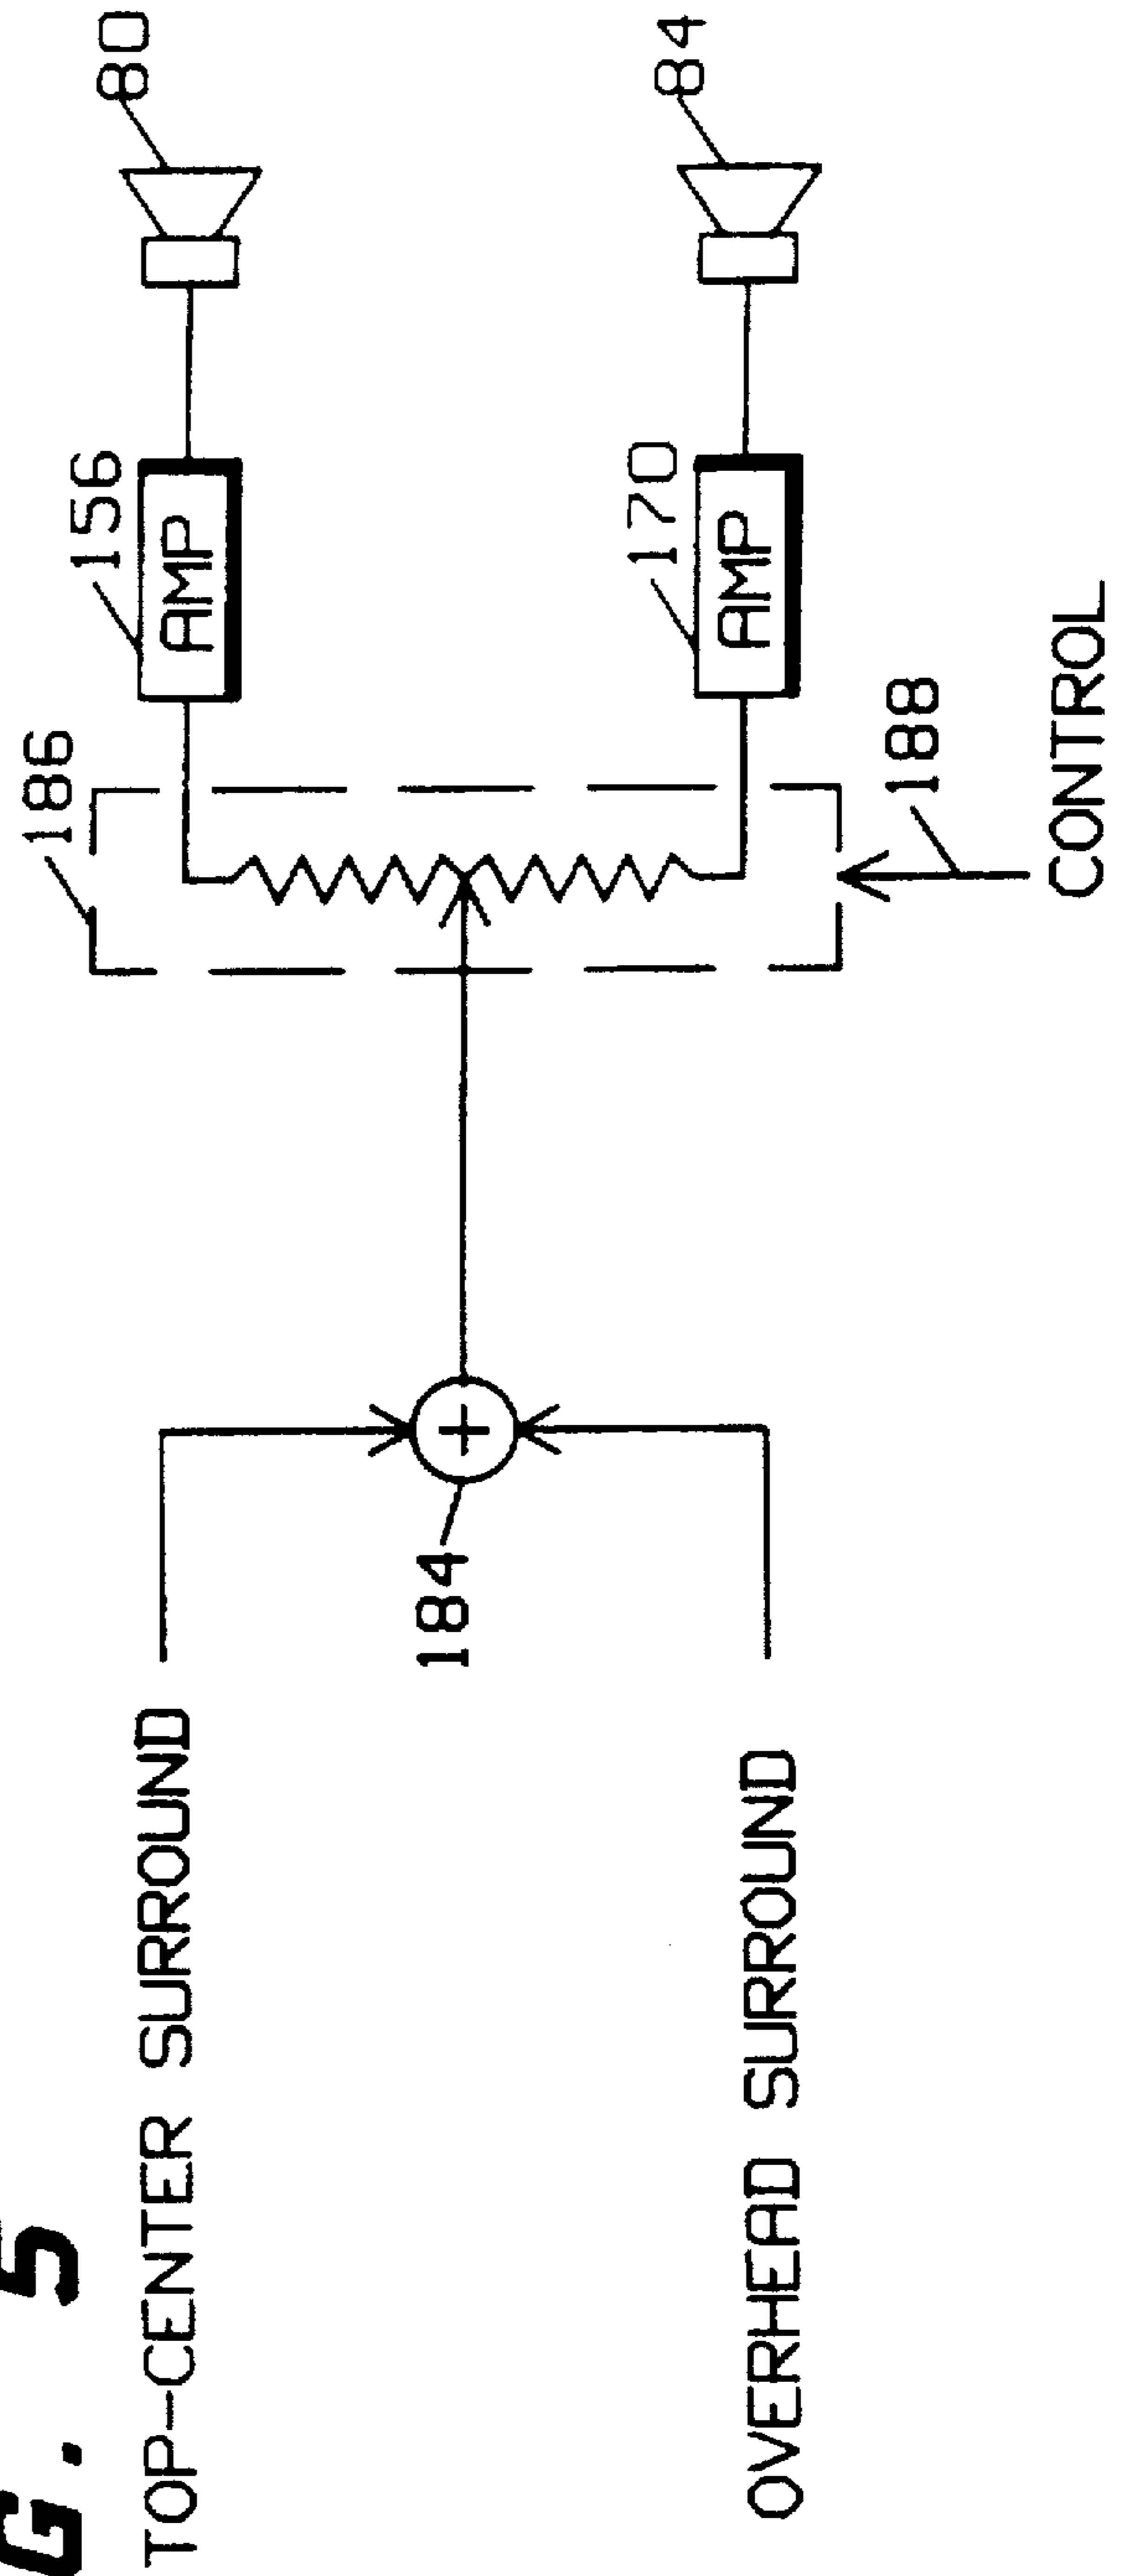 G. 5
TOP-CENTER SURROUND
184
186
156
AMP
80
OVERHEAD SURROUND
170
AMP
84
188
CONTROL